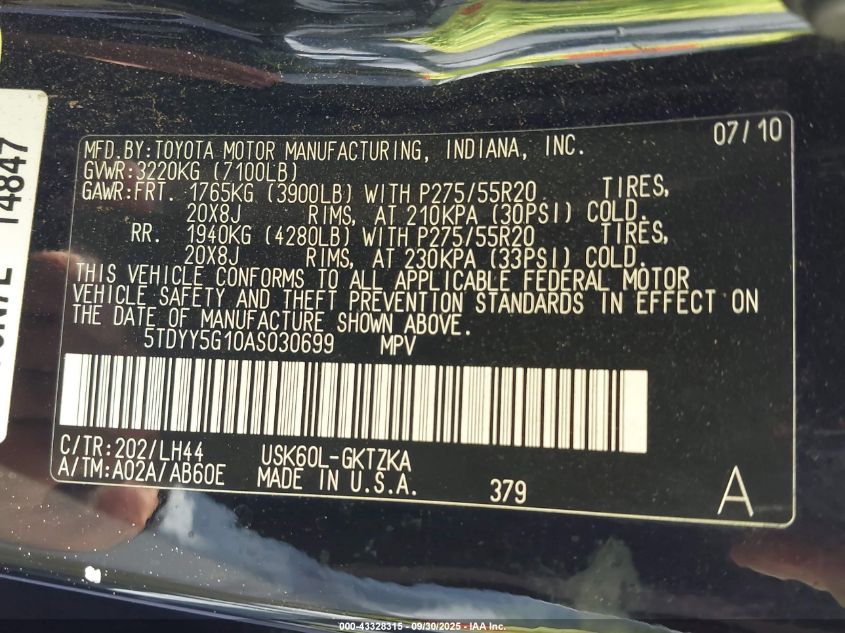 07/10
MFD.BY:TOYOTA MOTOR MANUFACTURING, INDIANA, INC.
GVWR:3220KG (7100LB)
GAWR:FRT. 1765KG (3900LB) WITH P275/55R20 TIRES,
20X8J RIMS, AT 210KPA (30PSI) COLD.
RR. 1940KG (4280LB) WITH P275/55R20 TIRES,
20X8J RIMS, AT 230KPA (33PSI) COLD.
THIS VEHICLE CONFORMS TO ALL APPLICABLE FEDERAL MOTOR
VEHICLE SAFETY AND THEFT PREVENTION STANDARDS IN EFFECT ON
THE DATE OF MANUFACTURE SHOWN ABOVE.
5TDYY5G10AS030699 MPV
C/TR:202/LH44 USK60L-GKTZKA
A/TM:A02A/AB60E MADE IN U.S.A. 379 A
14847
000-43328315 - 09/30/2025 - IAA Inc.